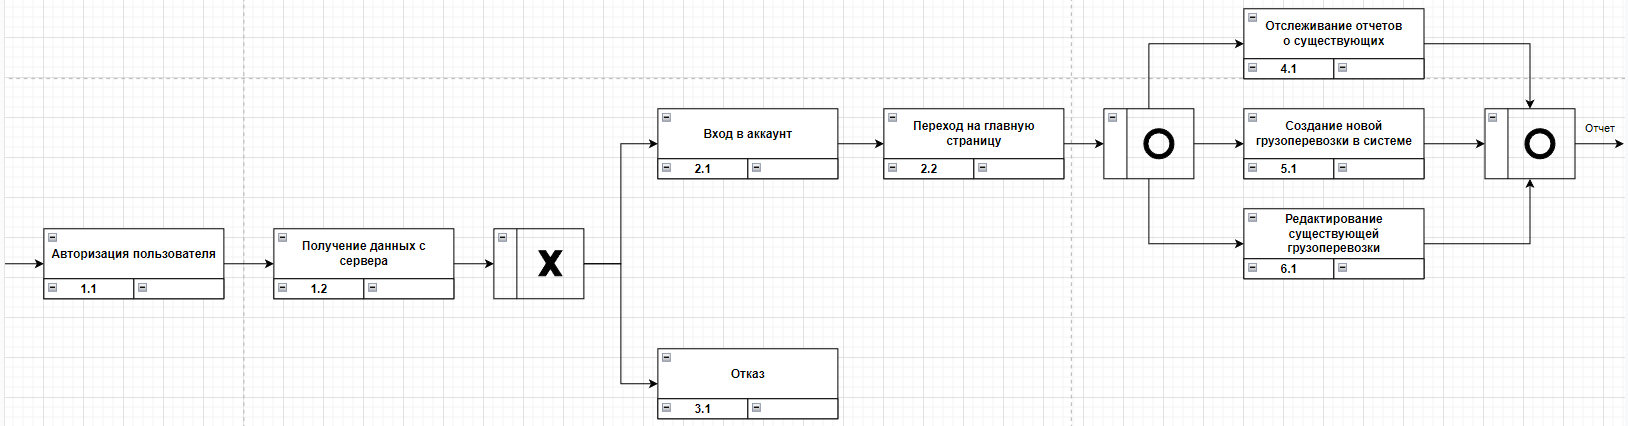 Авторизация пользователя
1.1
Получение данных с
сервера
1.2
X
Вход в аккаунт
2.1
Переход на главную
страницу
2.2
Отказ
3.1
Отслеживание отчетов
о существующих
4.1
Создание новой
грузоперевозки в системе
5.1
Редактирование
существующей
грузоперевозки
6.1
O
O
Отчет